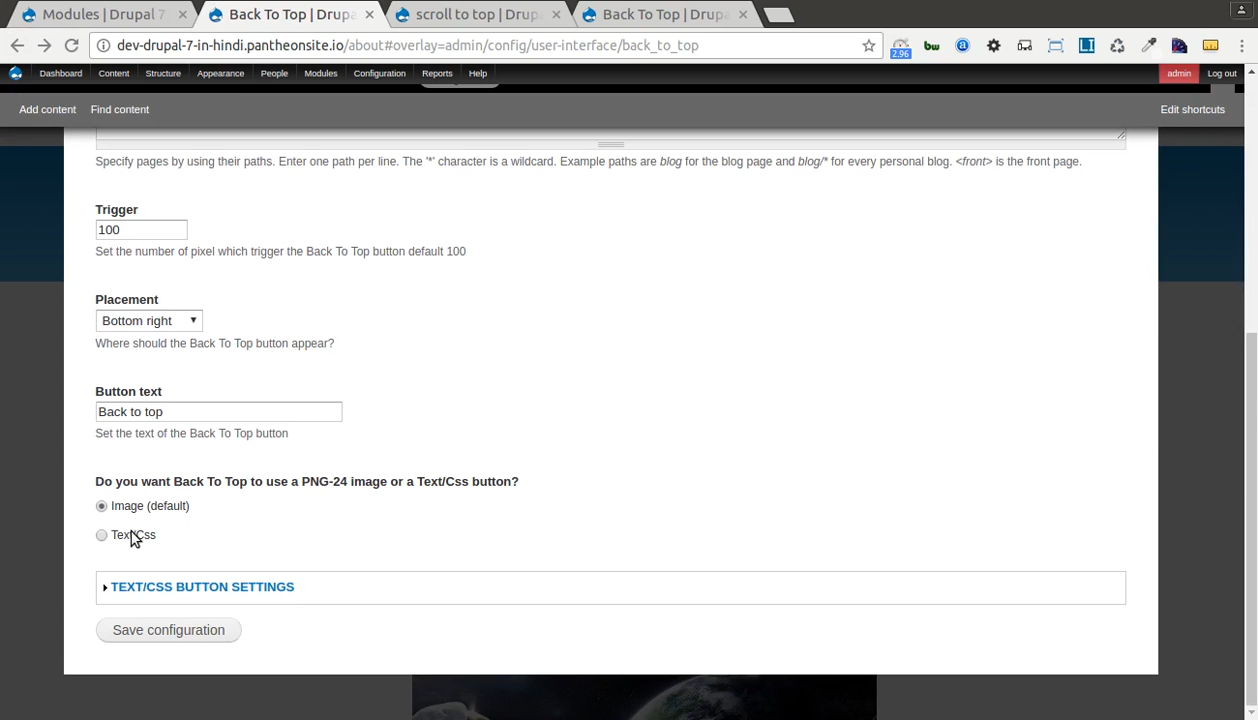 Modules | Drupal 7
Back To Top | Drup
scroll to top | Drup
Back To Top | Drup
dev-drupal-7-in-hindi.pantheonsite.io/about#overlay=admin/config/user-interface/back_to_top
2.96
bw
a
LI
Dashboard Content Structure Appearance People Modules Configuration Reports Help
admin Log out
Add content Find content
Edit shortcuts
Specify pages by using their paths. Enter one path per line. The '*' character is a wildcard. Example paths are blog for the blog page and blog/* for every personal blog. <front> is the front page.
Trigger
100
Set the number of pixel which trigger the Back To Top button default 100
Placement
Bottom right
Where should the Back To Top button appear?
Button text
Back to top
Set the text of the Back To Top button
Do you want Back To Top to use a PNG-24 image or a Text/Css button?
Image (default)
Text/Css
TEXT/CSS BUTTON SETTINGS
Save configuration